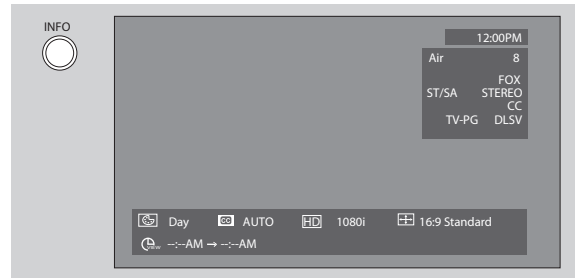 INFO
12:00PM
Air 8
FOX
ST/SA STEREO
CC
TV-PG DLSV
Day CC AUTO HD 1080i 16:9 Standard
--:--AM → --:--AM